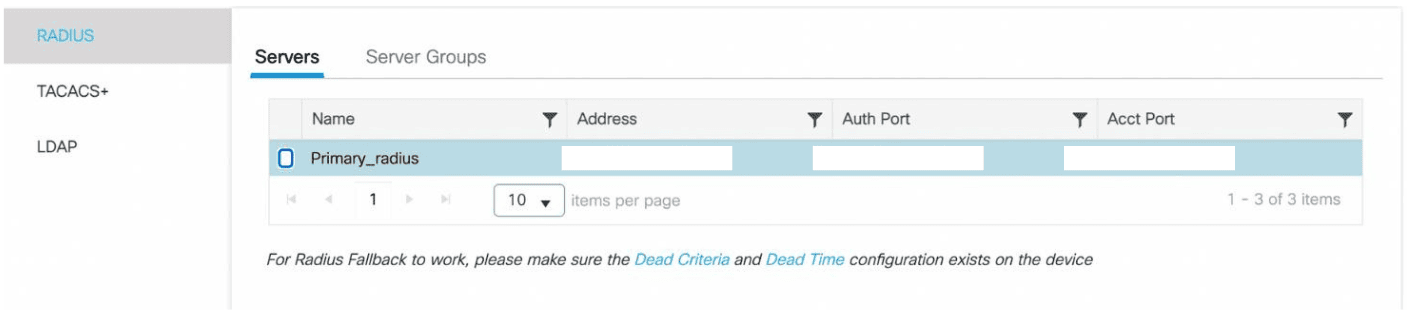 RADIUS
TACACS+
LDAP
Servers Server Groups
Name Address Auth Port Acct Port
Primary_radius
1 10 items per page 1 - 3 of 3 items
For Radius Fallback to work, please make sure the Dead Criteria and Dead Time configuration exists on the device